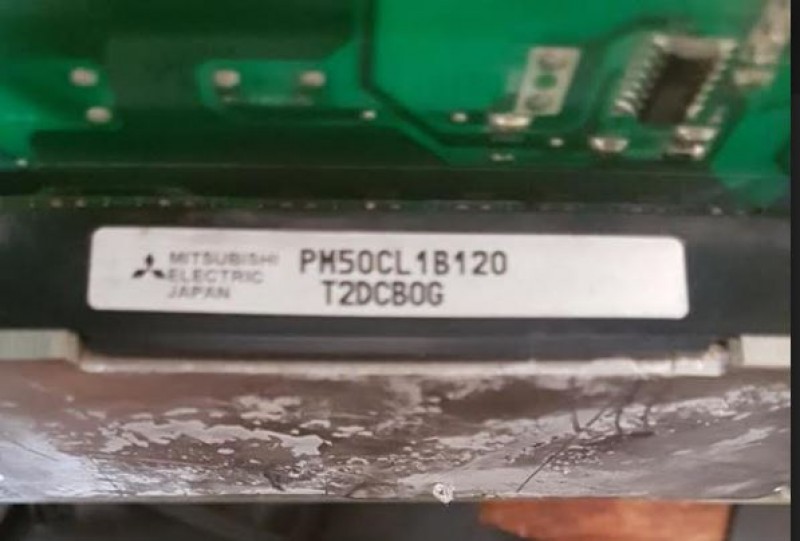 MITSUBISHI
ELECTRIC
JAPAN
PM50CL1B120
T2DCB0G